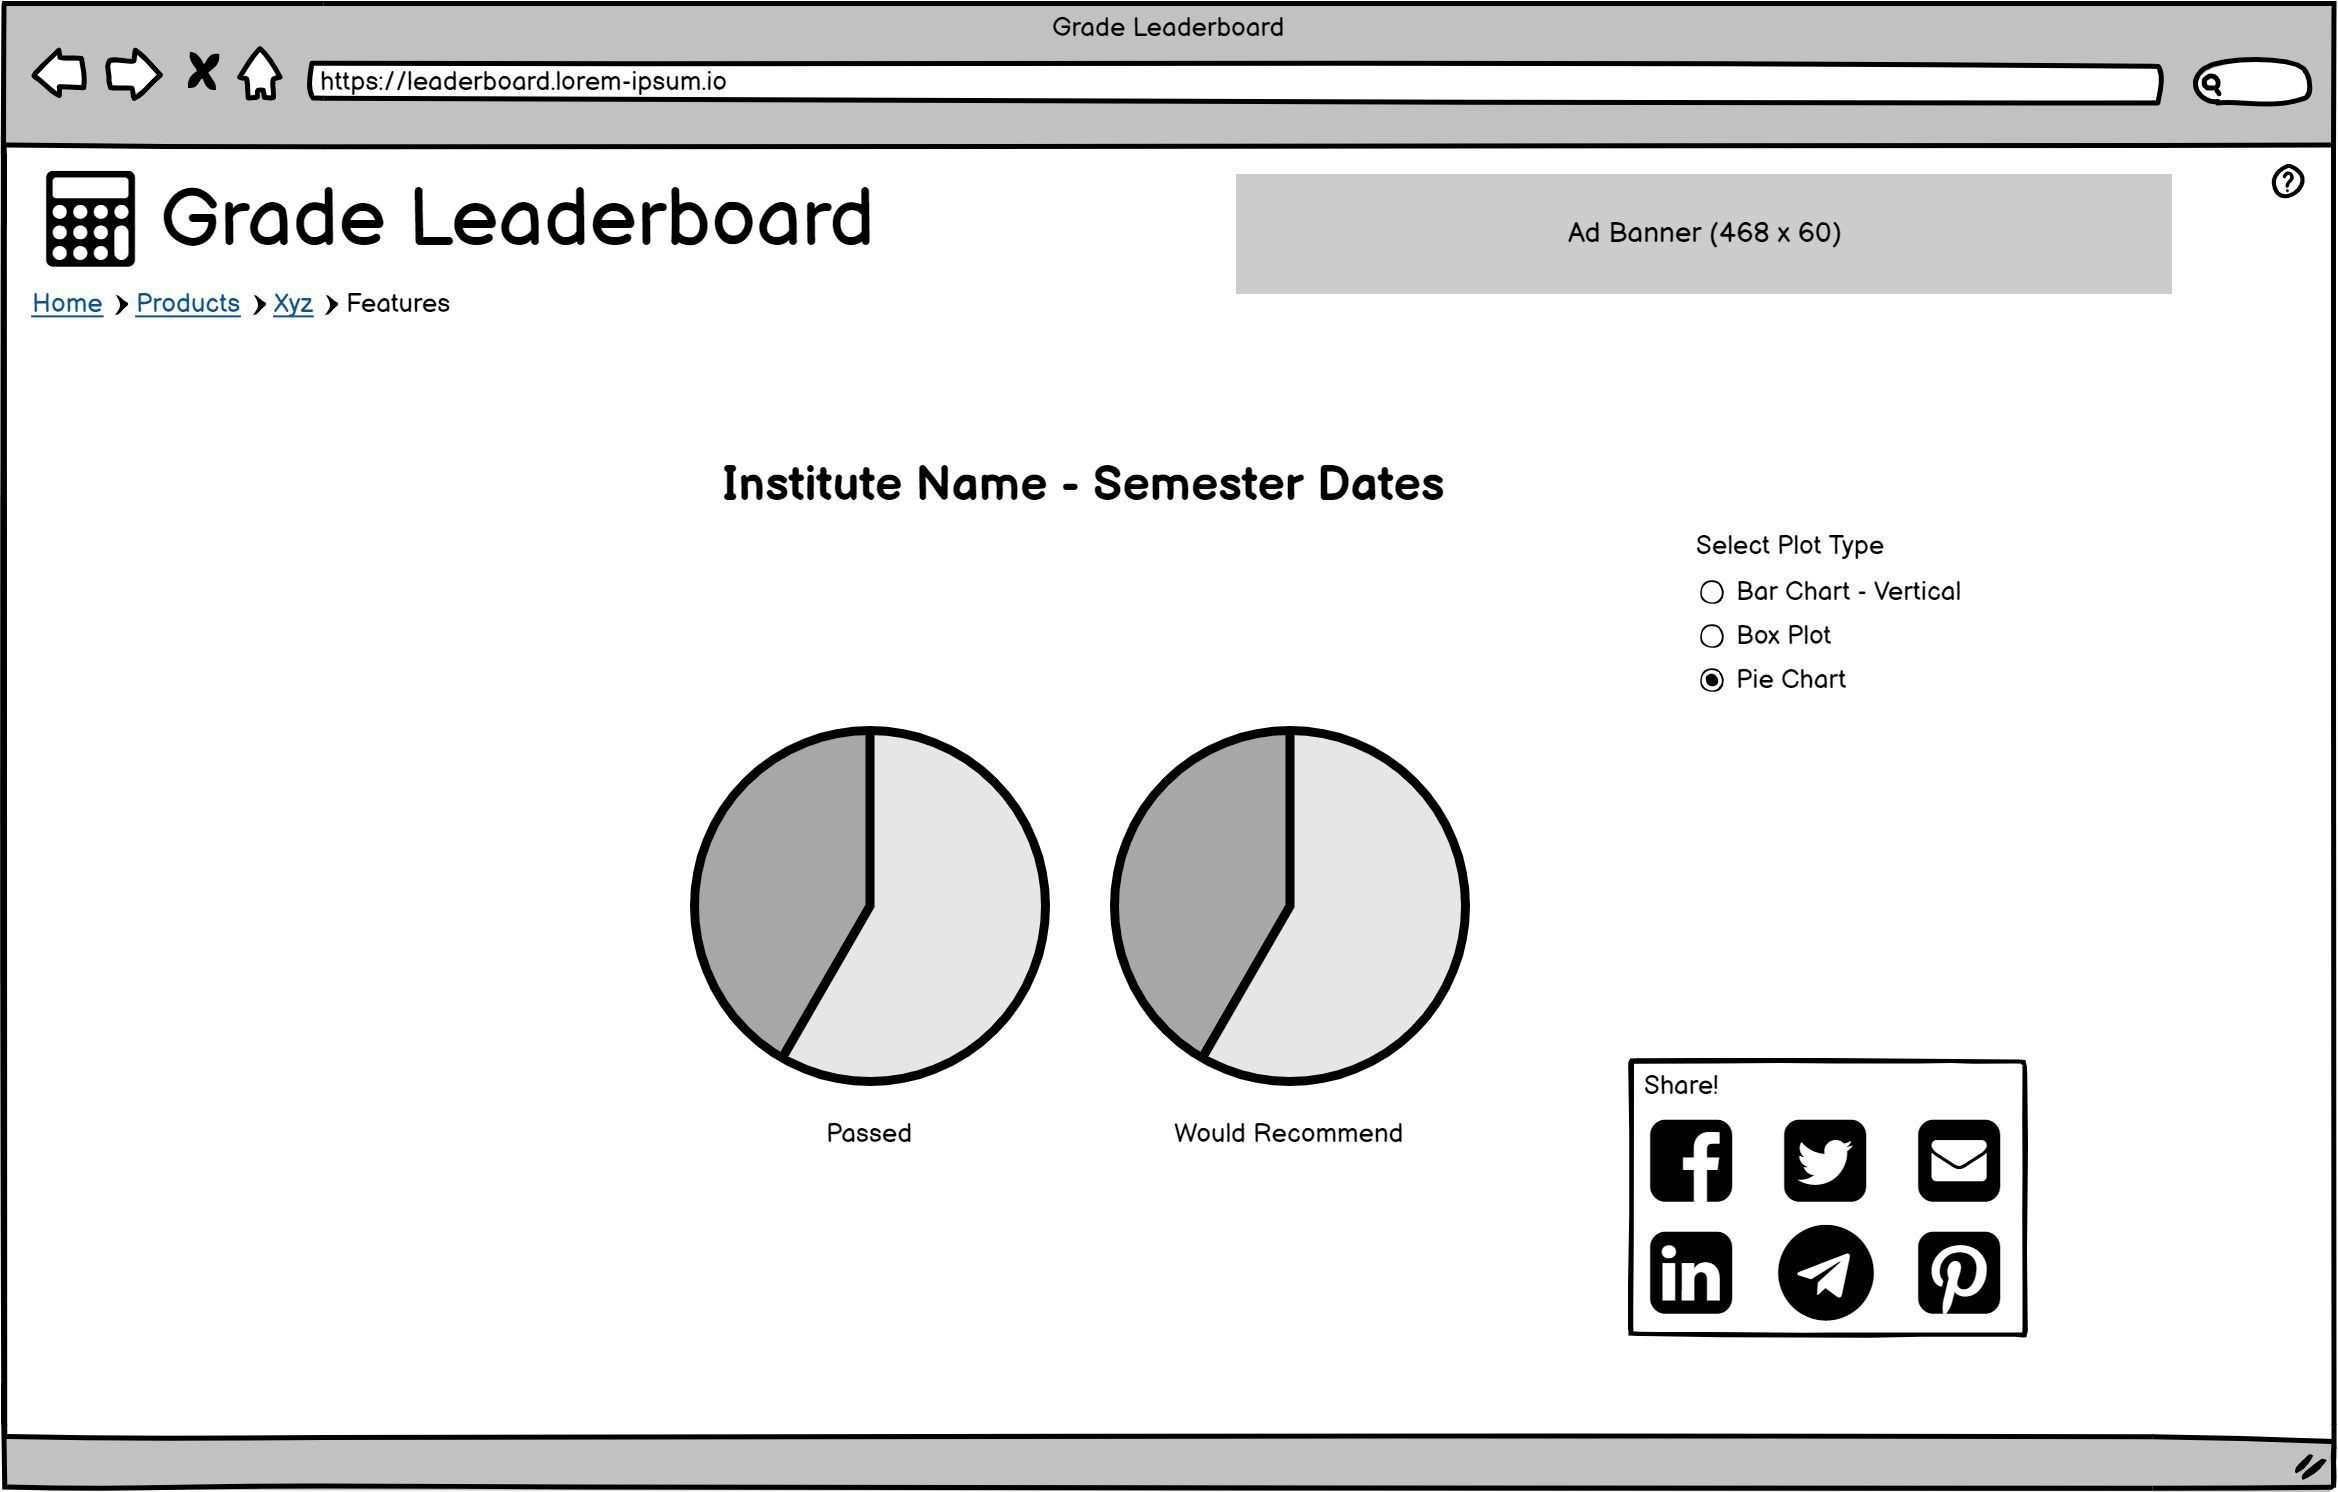 Grade Leaderboard
https://leaderboard.lorem-ipsum.io
Grade Leaderboard
Ad Banner (468 x 60)
?
Home Products Xyz Features
Institute Name - Semester Dates
Select Plot Type
Bar Chart - Vertical
Box Plot
Pie Chart
Passed
Would Recommend
Share!